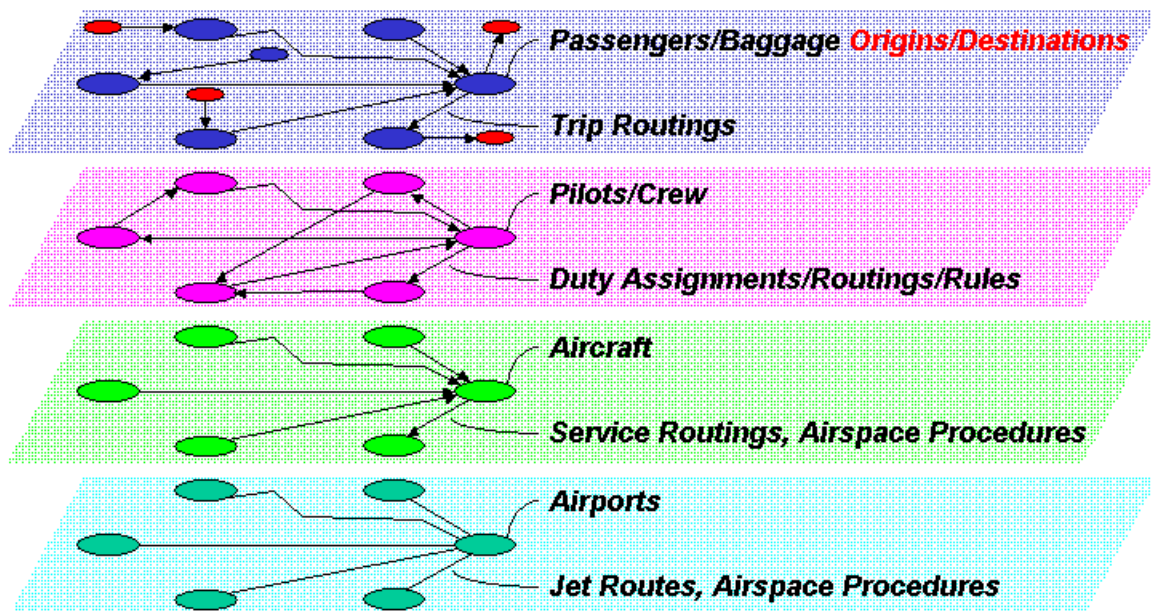 Passengers/Baggage Origins/Destinations
Trip Routings
Pilots/Crew
Duty Assignments/Routings/Rules
Aircraft
Service Routings, Airspace Procedures
Airports
Jet Routes, Airspace Procedures